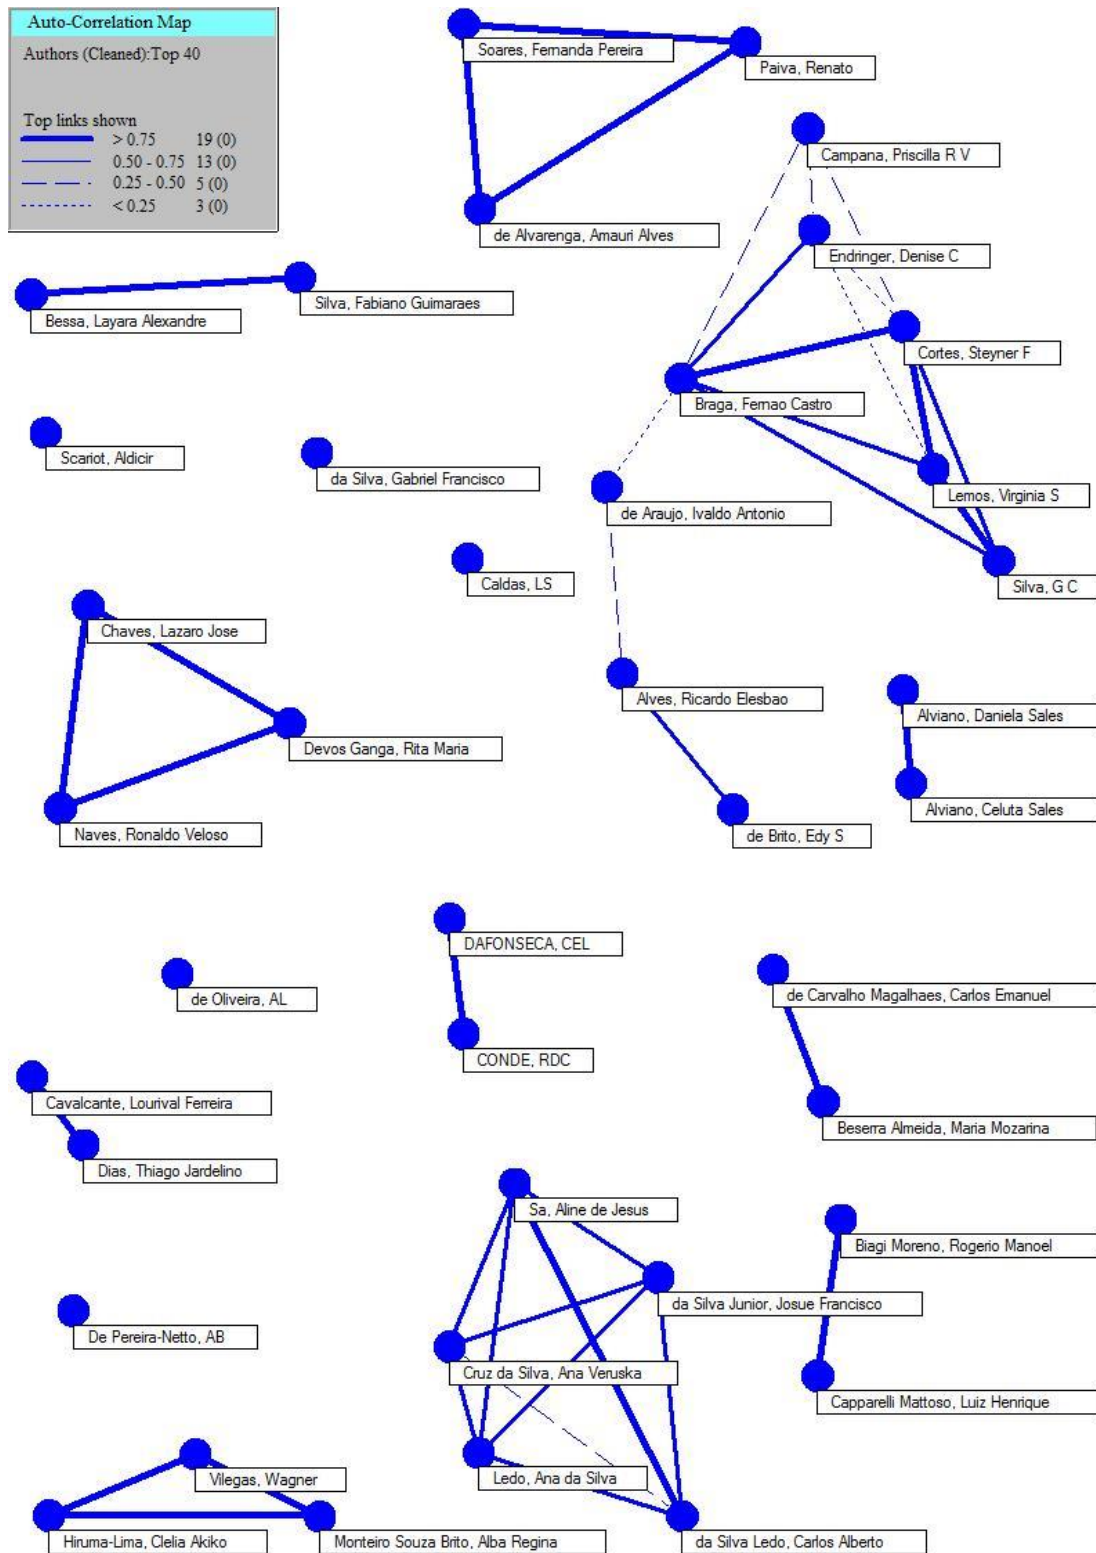 Auto-Correlation Map
Authors (Cleaned):Top 40
Top links shown
> 0.75 19 (0)
0.50 - 0.75 13 (0)
0.25 - 0.50 5 (0)
< 0.25 3 (0)
Soares, Fernanda Pereira
Paiva, Renato
Campana, Priscilla R V
de Alvarenga, Amauri Alves
Endringer, Denise C
Silva, Fabiano Guimaraes
Bessa, Layara Alexandre
Cortes, Steyner F
Braga, Fernao Castro
Scariot, Aldicir
da Silva, Gabriel Francisco
Lemos, Virginia S
de Araujo, Ivaldo Antonio
Caldas, LS
Silva, G C
Chaves, Lazaro Jose
Alves, Ricardo Elesbao
Alviano, Daniela Sales
Devos Ganga, Rita Maria
Alviano, Celuta Sales
Naves, Ronaldo Veloso
de Brito, Edy S
DAFONSECA, CEL
de Oliveira, AL
de Carvalho Magalhaes, Carlos Emanuel
CONDE, RDC
Cavalcante, Lourival Ferreira
Beserra Almeida, Maria Mozarina
Dias, Thiago Jardelino
Sa, Aline de Jesus
Biagi Moreno, Rogerio Manoel
da Silva Junior, Josue Francisco
De Pereira-Netto, AB
Cruz da Silva, Ana Veruska
Capparelli Mattoso, Luiz Henrique
Vilegas, Wagner
Ledo, Ana da Silva
Hiruma-Lima, Clelia Akiko
Monteiro Souza Brito, Alba Regina
da Silva Ledo, Carlos Alberto